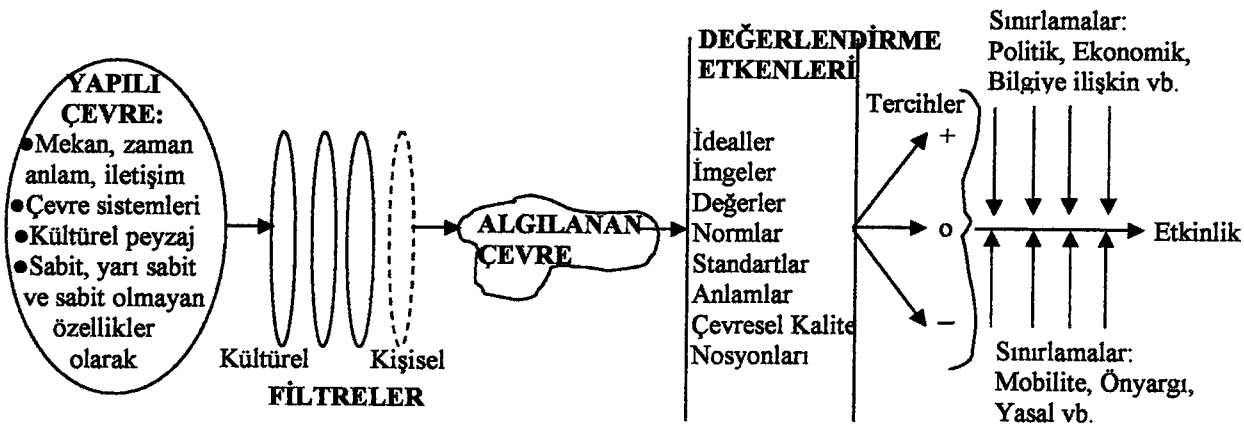 YAPILI
ÇEVRE:
●Mekan, zaman
anlam, iletişim
●Çevre sistemleri
●Kültürel peyzaj
●Sabit, yarı sabit
ve sabit olmayan
özellikler
olarak
Kültürel
Kişisel
FİLTRELER
ALGILANAN
ÇEVRE
DEĞERLENDİRME
ETKENLERİ
İdealler
İmgeler
Değerler
Normlar
Standartlar
Anlamlar
Çevresel Kalite
Nosyonları
Tercihler
+
o
–
Sınırlamalar:
Politik, Ekonomik,
Bilgiye ilişkin vb.
Etkinlik
Sınırlamalar:
Mobilite, Önyargı,
Yasal vb.